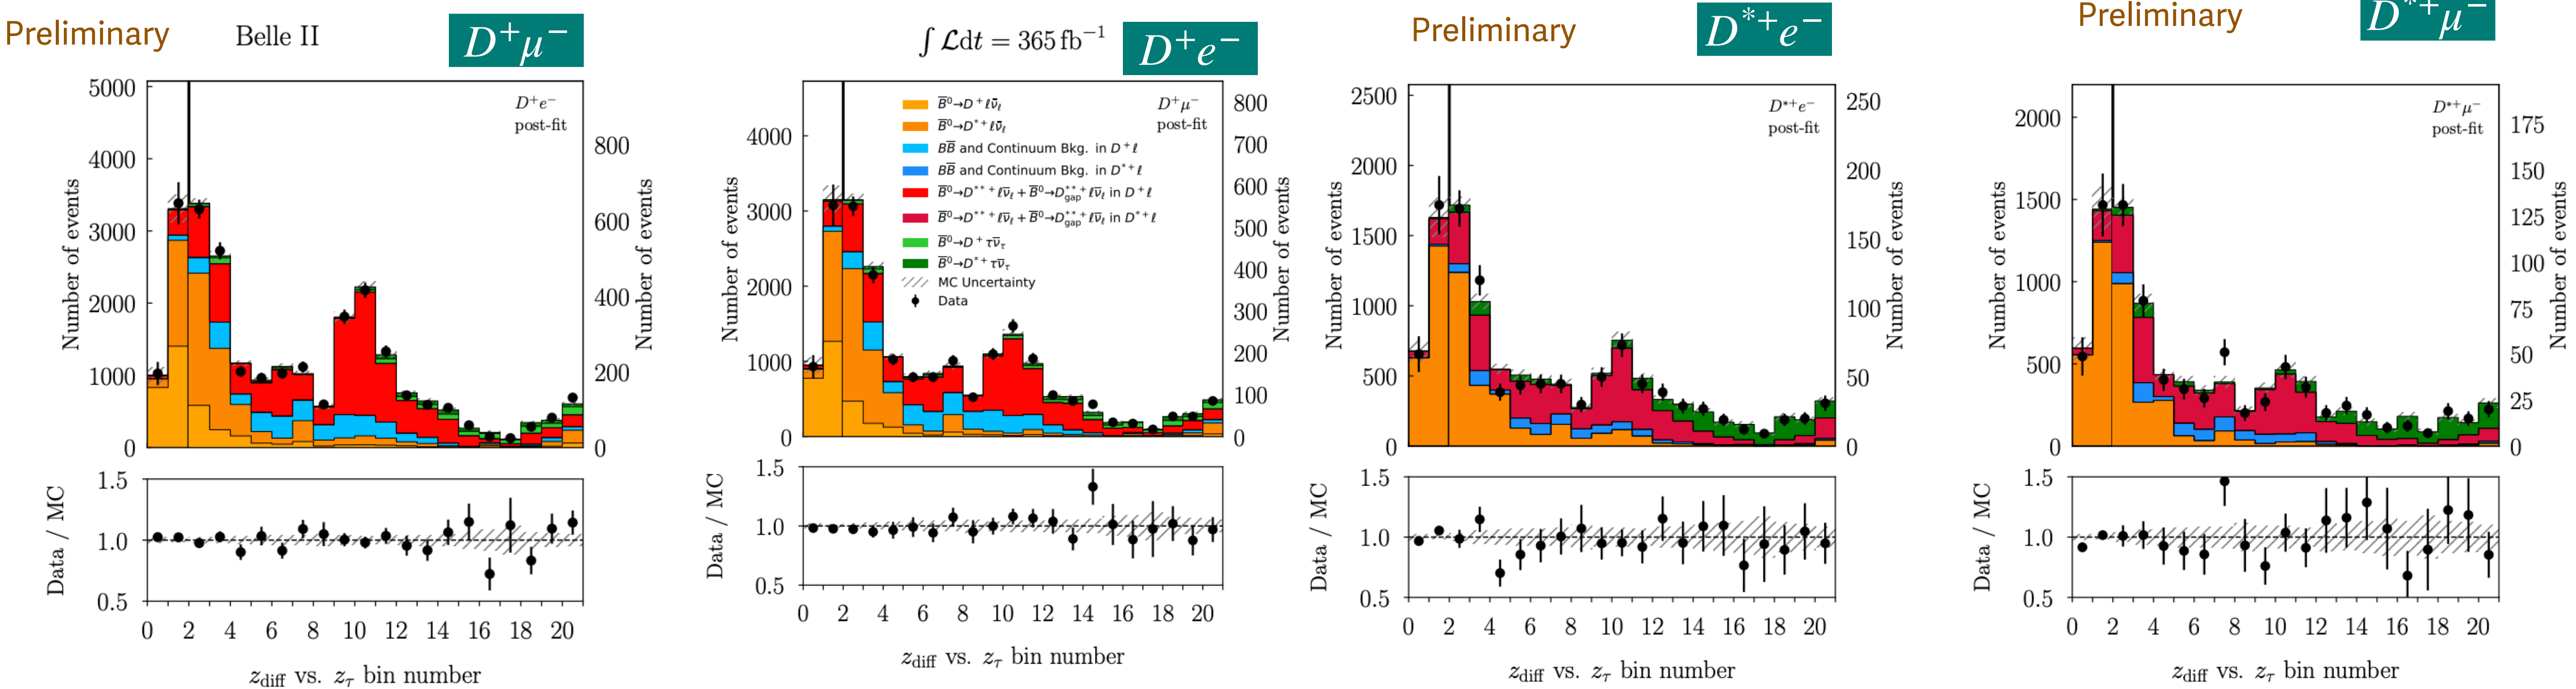 Preliminary
Belle II
D⁺μ⁻
∫ 𝓛dt = 365 fb⁻¹
D⁺e⁻
Preliminary
D*⁺e⁻
Preliminary
D*⁺μ⁻
5000
4000
3000
2000
1000
0
Number of events
D⁺e⁻
post-fit
800
600
400
200
0
Number of events
1.5
1.0
0.5
Data / MC
0 2 4 6 8 10 12 14 16 18 20
z_diff vs. z_τ bin number
4000
3000
2000
1000
0
Number of events
B̅⁰→D⁺ℓν̅_ℓ
B̅⁰→D*⁺ℓν̅_ℓ
BB̅ and Continuum Bkg. in D⁺ℓ
BB̅ and Continuum Bkg. in D*⁺ℓ
B̅⁰→D**⁺ℓν̅_ℓ + B̅⁰→D**⁺_gap ℓν̅_ℓ in D⁺ℓ
B̅⁰→D**⁺ℓν̅_ℓ + B̅⁰→D**⁺_gap ℓν̅_ℓ in D*⁺ℓ
B̅⁰→D⁺τν̅_τ
B̅⁰→D*⁺τν̅_τ
MC Uncertainty
Data
D⁺μ⁻
post-fit
800
700
600
500
400
300
200
100
0
Number of events
1.5
1.0
0.5
Data / MC
0 2 4 6 8 10 12 14 16 18 20
z_diff vs. z_τ bin number
2500
2000
1500
1000
500
0
Number of events
D*⁺e⁻
post-fit
250
200
150
100
50
0
Number of events
1.5
1.0
0.5
Data / MC
0 2 4 6 8 10 12 14 16 18 20
z_diff vs. z_τ bin number
2000
1500
1000
500
0
Number of events
D*⁺μ⁻
post-fit
175
150
125
100
75
50
25
0
Number of events
1.5
1.0
0.5
Data / MC
0 2 4 6 8 10 12 14 16 18 20
z_diff vs. z_τ bin number